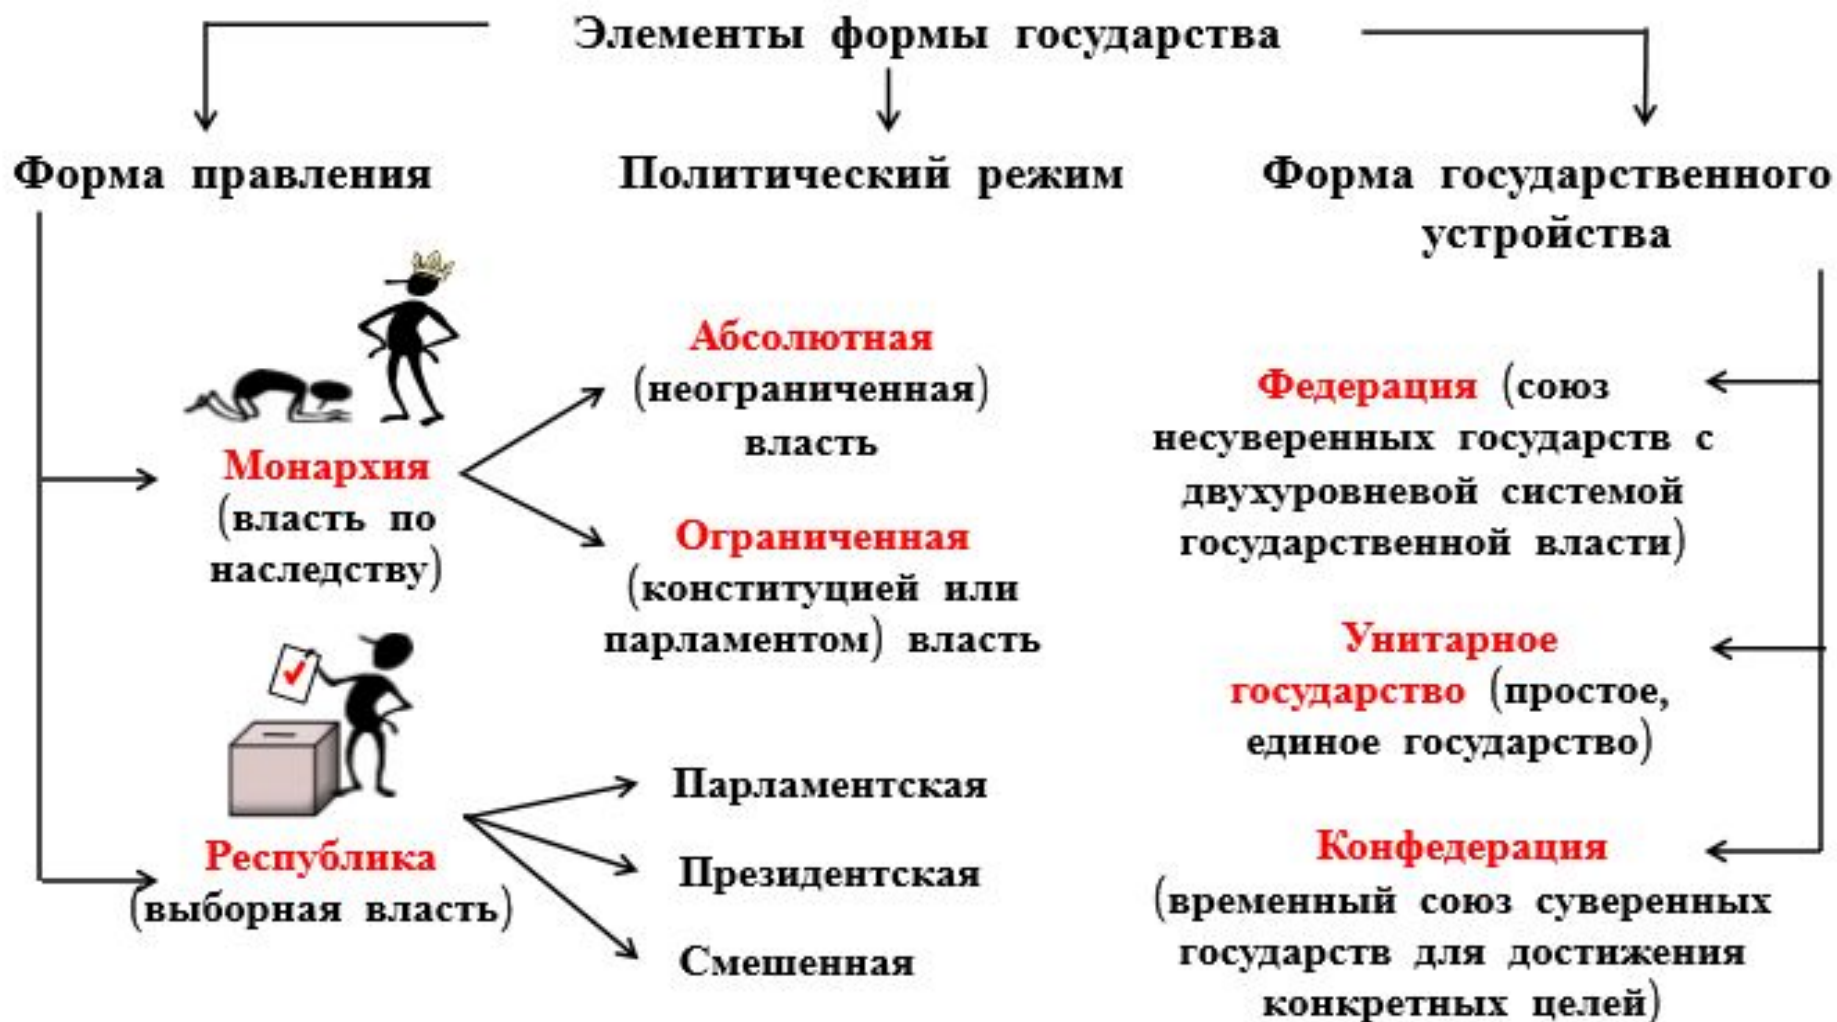 Элементы формы государства
Форма правления
Политический режим
Форма государственного
устройства
Монархия
(власть по
наследству)
Абсолютная
(неограниченная)
власть
Ограниченная
(конституцией или
парламентом) власть
Республика
(выборная власть)
Парламентская
Президентская
Смешенная
Федерация (союз
несуверенных государств с
двухуровневой системой
государственной власти)
Унитарное
государство (простое,
единое государство)
Конфедерация
(временный союз суверенных
государств для достижения
конкретных целей)